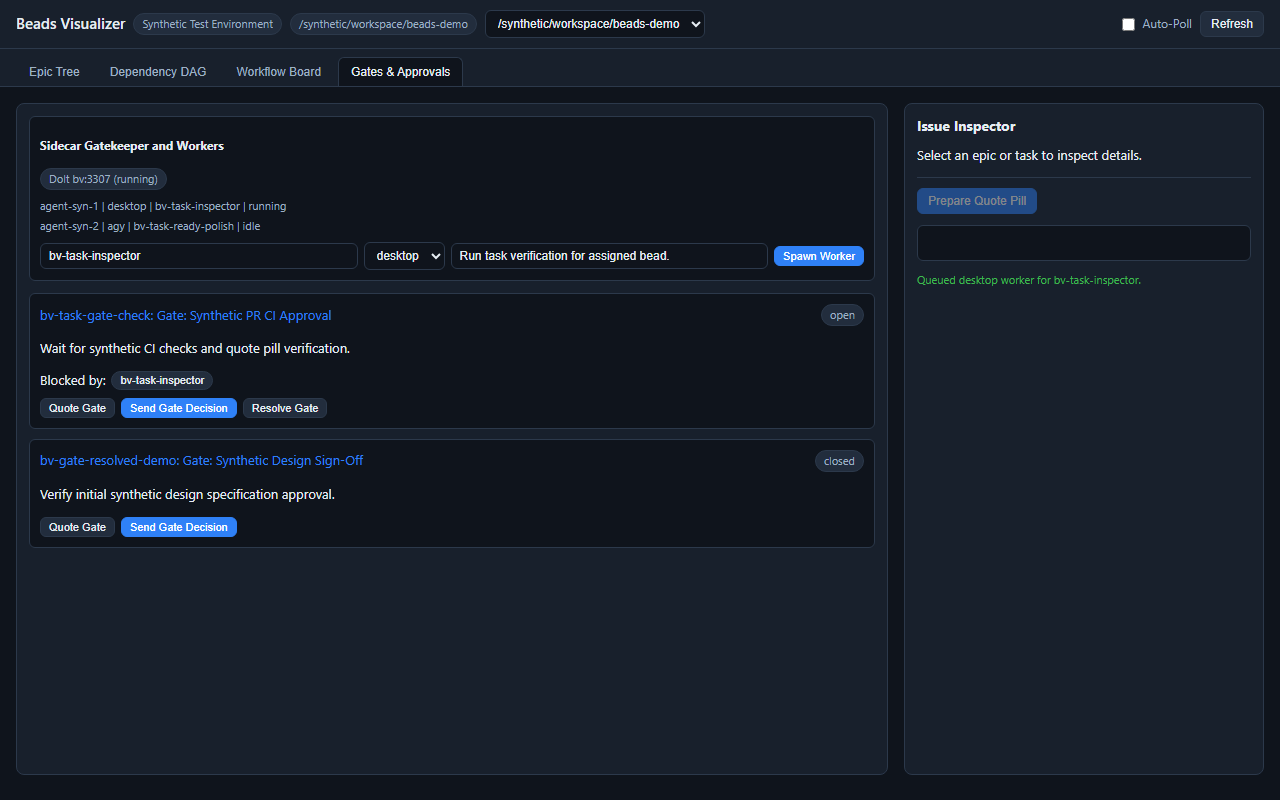 Beads Visualizer Synthetic Test Environment /synthetic/workspace/beads-demo /synthetic/workspace/beads-demo Auto-Poll Refresh
Epic Tree Dependency DAG Workflow Board Gates & Approvals
Sidecar Gatekeeper and Workers
Dolt bv:3307 (running)
agent-syn-1 | desktop | bv-task-inspector | running
agent-syn-2 | agy | bv-task-ready-polish | idle
bv-task-inspector desktop Run task verification for assigned bead. Spawn Worker
bv-task-gate-check: Gate: Synthetic PR CI Approval open
Wait for synthetic CI checks and quote pill verification.
Blocked by: bv-task-inspector
Quote Gate Send Gate Decision Resolve Gate
bv-gate-resolved-demo: Gate: Synthetic Design Sign-Off closed
Verify initial synthetic design specification approval.
Quote Gate Send Gate Decision
Issue Inspector
Select an epic or task to inspect details.
Prepare Quote Pill
Queued desktop worker for bv-task-inspector.